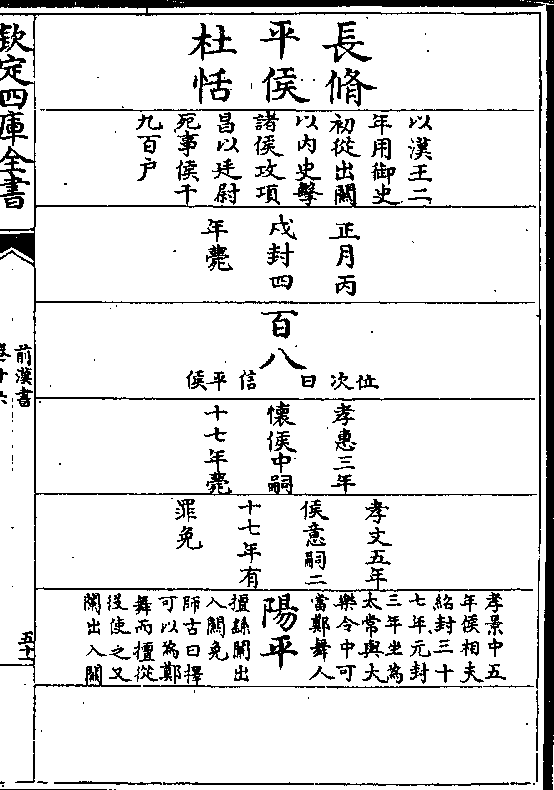 長脩
平侯
杜恬
以漢王二
年用御史
初從出關
以内史擊
諸侯攻項
昌以廷尉
死事侯千
九百户
正月丙
戌封四
年薨
百八
位次曰信平侯
孝惠三年
懷侯中嗣
十七年薨
孝文五年
侯意嗣二
十七年有
罪免
孝景中五
年侯相夫
紹封三十
七年元封
三年坐為
太常與大
樂令中可
當鄭舞人
陽平
擅繇闌出
入關免
師古曰擇
可以為鄭
舞而擅從
役使之又
闌出入關
欽定四庫全書
前漢書
卷十六